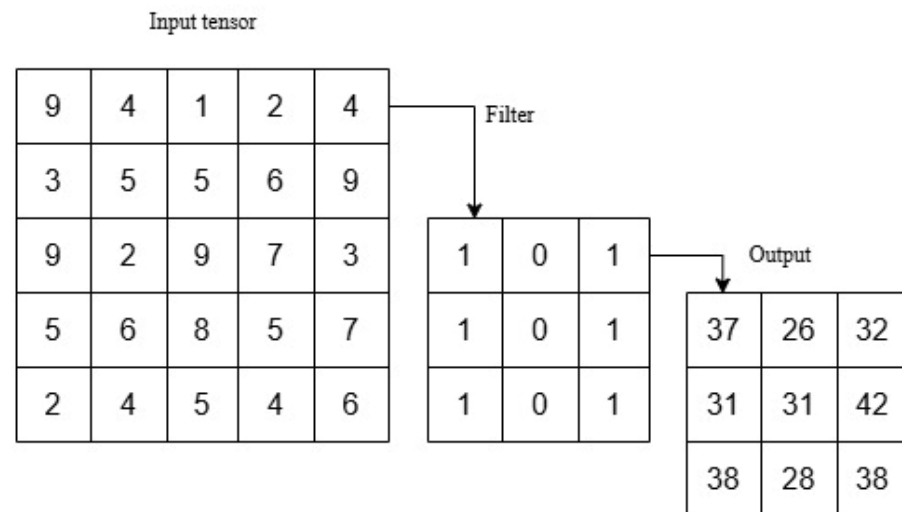 Input tensor
9 4 1 2 4
Filter
3 5 5 6 9
9 2 9 7 3
1 0 1
Output
5 6 8 5 7
1 0 1
37 26 32
2 4 5 4 6
1 0 1
31 31 42
38 28 38